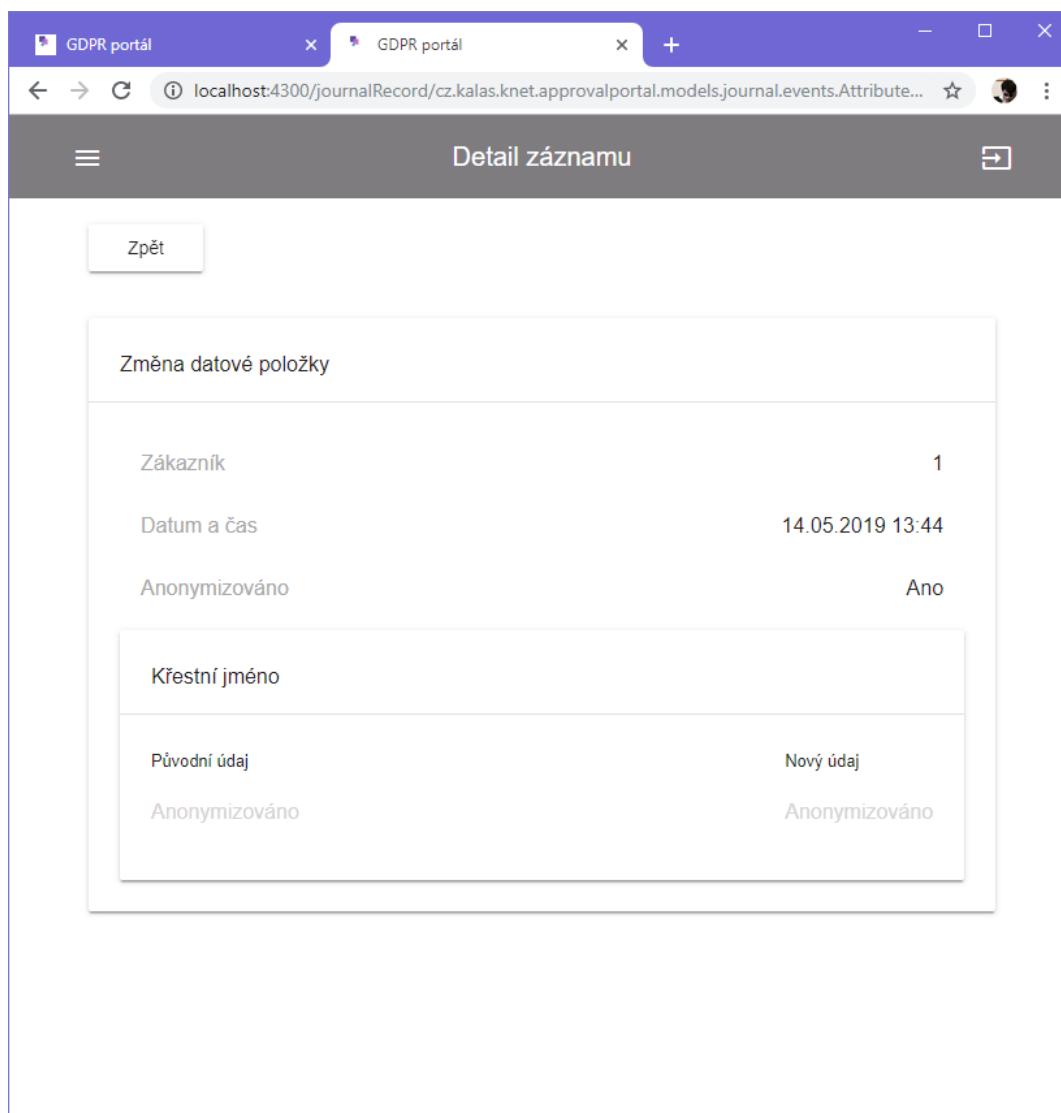 GDPR portál
GDPR portál
localhost:4300/journalRecord/cz.kalas.knet.approvalportal.models.journal.events.Attribute...
Detail záznamu
Zpět
Změna datové položky
Zákazník 1
Datum a čas 14.05.2019 13:44
Anonymizováno Ano
Křestní jméno
Původní údaj Nový údaj
Anonymizováno Anonymizováno